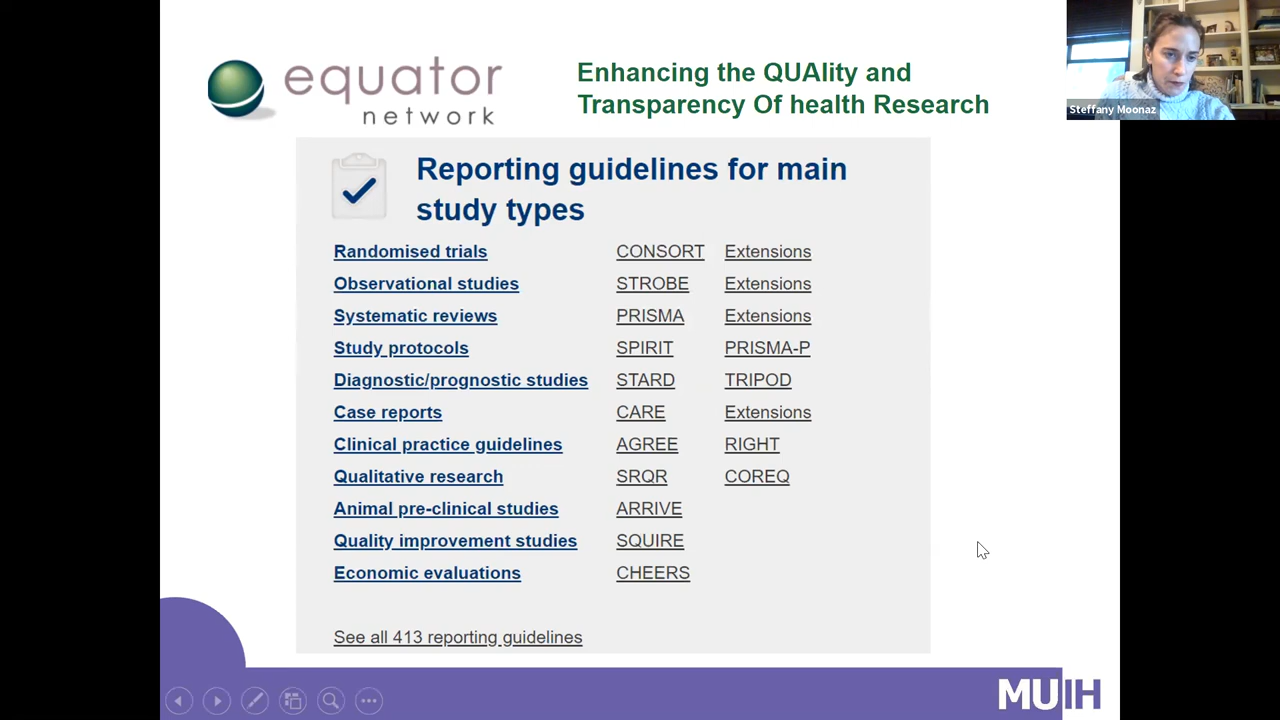 equator
network
Enhancing the QUAlity and
Transparency Of health Research
Steffany Moonaz
Reporting guidelines for main
study types
Randomised trials CONSORT Extensions
Observational studies STROBE Extensions
Systematic reviews PRISMA Extensions
Study protocols SPIRIT PRISMA-P
Diagnostic/prognostic studies STARD TRIPOD
Case reports CARE Extensions
Clinical practice guidelines AGREE RIGHT
Qualitative research SRQR COREQ
Animal pre-clinical studies ARRIVE
Quality improvement studies SQUIRE
Economic evaluations CHEERS
See all 413 reporting guidelines
MUIH